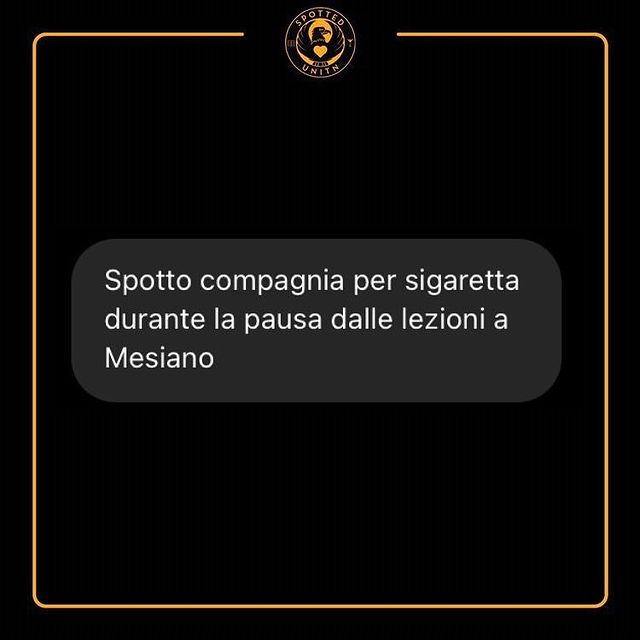 SPOTTED
UNITN
Spotto compagnia per sigaretta
durante la pausa dalle lezioni a
Mesiano